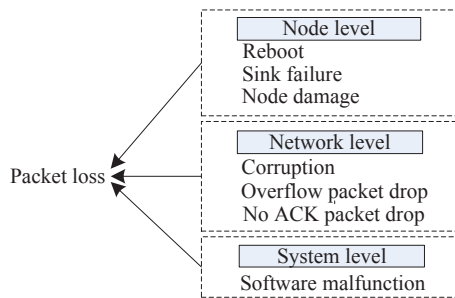 Node level
Reboot
Sink failure
Node damage
Packet loss
Network level
Corruption
Overflow packet drop
No ACK packet drop
System level
Software malfunction